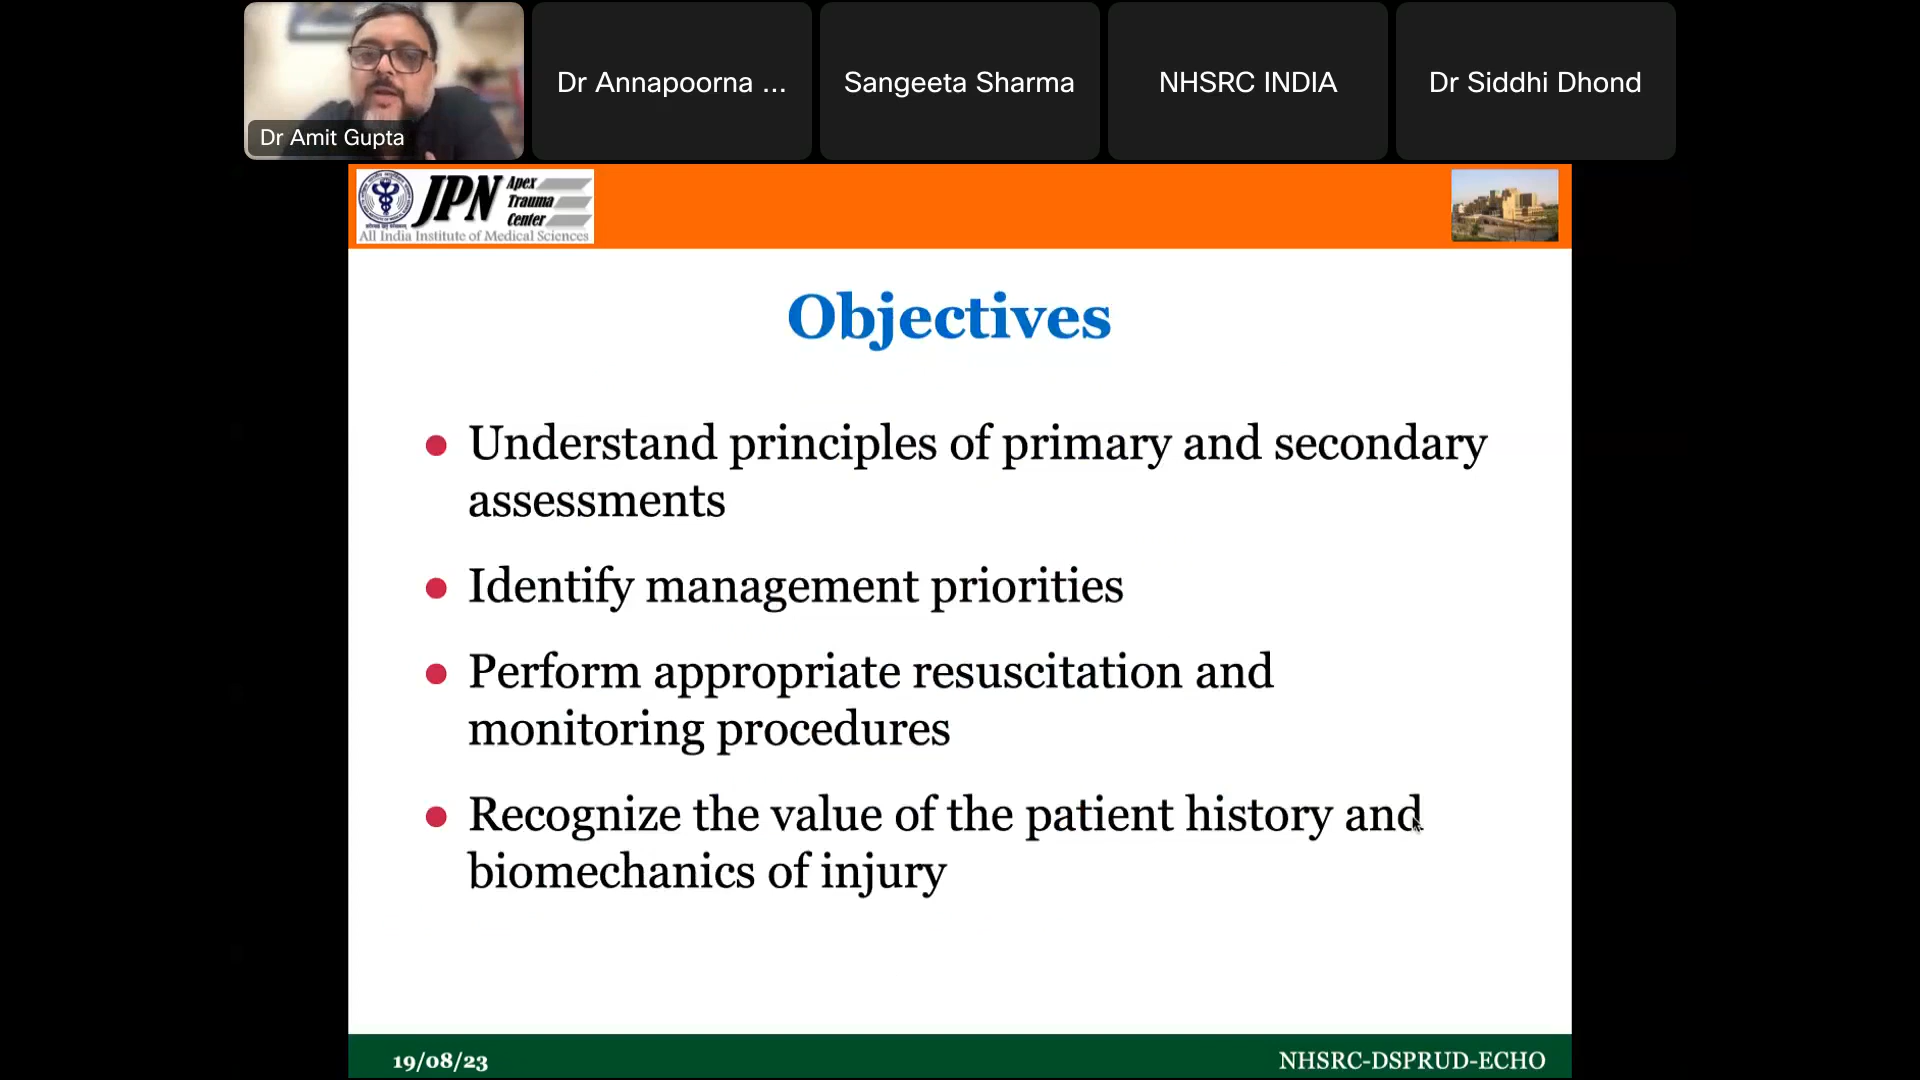 Dr Amit Gupta
Dr Annapoorna ...
Sangeeta Sharma
NHSRC INDIA
Dr Siddhi Dhond
JPN Apex
Trauma
Center
All India Institute of Medical Sciences
Objectives
Understand principles of primary and secondary
assessments
Identify management priorities
Perform appropriate resuscitation and
monitoring procedures
Recognize the value of the patient history and
biomechanics of injury
19/08/23
NHSRC-DSPRUD-ECHO